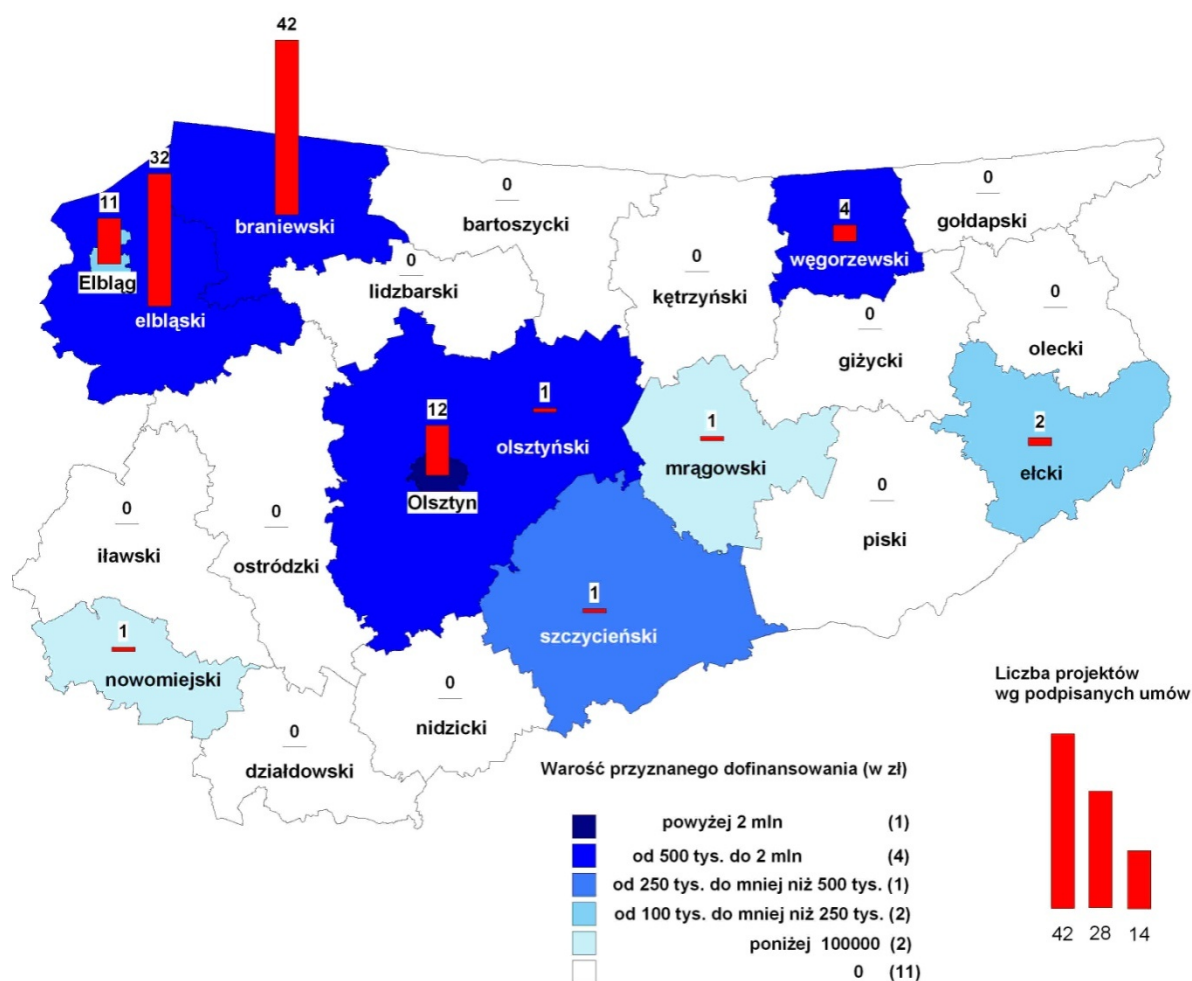 42
32
11
braniewski
Elbląg
elbląski
0
bartoszycki
0
lidzbarski
0
kętrzyński
4
węgorzewski
0
gołdapski
0
giżycki
0
olecki
12
Olsztyn
1
olsztyński
1
mrągowski
2
ełcki
0
piski
0
iławski
0
ostródzki
1
szczycieński
1
nowomiejski
0
nidzicki
0
działdowski
Liczba projektów
wg podpisanych umów
42 28 14
Warość przyznanego dofinansowania (w zł)
powyżej 2 mln (1)
od 500 tys. do 2 mln (4)
od 250 tys. do mniej niż 500 tys. (1)
od 100 tys. do mniej niż 250 tys. (2)
poniżej 100000 (2)
0 (11)